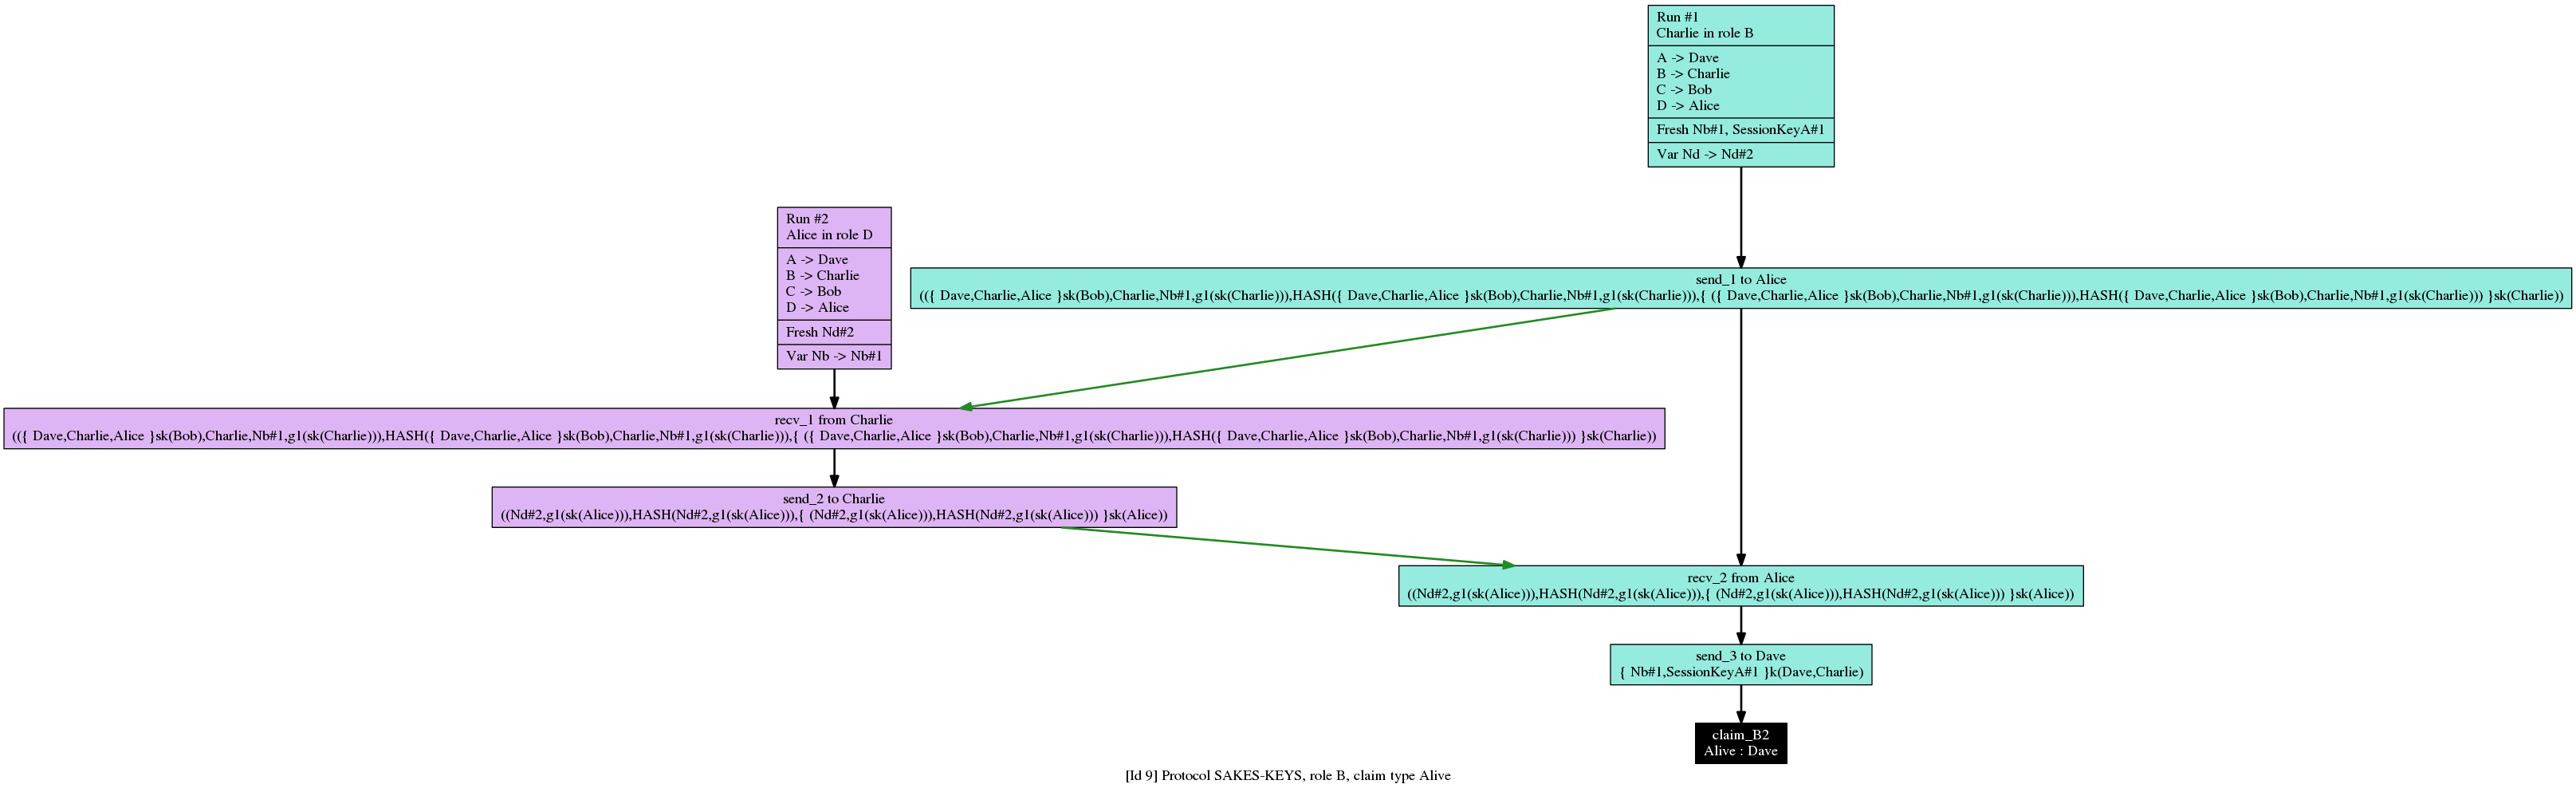 Run #1
Charlie in role B
A -> Dave
B -> Charlie
C -> Bob
D -> Alice
Fresh Nb#1, SessionKeyA#1
Var Nd -> Nd#2
Run #2
Alice in role D
A -> Dave
B -> Charlie
C -> Bob
D -> Alice
Fresh Nd#2
Var Nb -> Nb#1
send_1 to Alice
(({ Dave,Charlie,Alice }sk(Bob),Charlie,Nb#1,g1(sk(Charlie))),HASH({ Dave,Charlie,Alice }sk(Bob),Charlie,Nb#1,g1(sk(Charlie))),{ ({ Dave,Charlie,Alice }sk(Bob),Charlie,Nb#1,g1(sk(Charlie))),HASH({ Dave,Charlie,Alice }sk(Bob),Charlie,Nb#1,g1(sk(Charlie))) }sk(Charlie))
recv_1 from Charlie
(({ Dave,Charlie,Alice }sk(Bob),Charlie,Nb#1,g1(sk(Charlie))),HASH({ Dave,Charlie,Alice }sk(Bob),Charlie,Nb#1,g1(sk(Charlie))),{ ({ Dave,Charlie,Alice }sk(Bob),Charlie,Nb#1,g1(sk(Charlie))),HASH({ Dave,Charlie,Alice }sk(Bob),Charlie,Nb#1,g1(sk(Charlie))) }sk(Charlie))
send_2 to Charlie
((Nd#2,g1(sk(Alice))),HASH(Nd#2,g1(sk(Alice))),{ (Nd#2,g1(sk(Alice))),HASH(Nd#2,g1(sk(Alice))) }sk(Alice))
recv_2 from Alice
((Nd#2,g1(sk(Alice))),HASH(Nd#2,g1(sk(Alice))),{ (Nd#2,g1(sk(Alice))),HASH(Nd#2,g1(sk(Alice))) }sk(Alice))
send_3 to Dave
{ Nb#1,SessionKeyA#1 }k(Dave,Charlie)
claim_B2
Alive : Dave
[Id 9] Protocol SAKES-KEYS, role B, claim type Alive